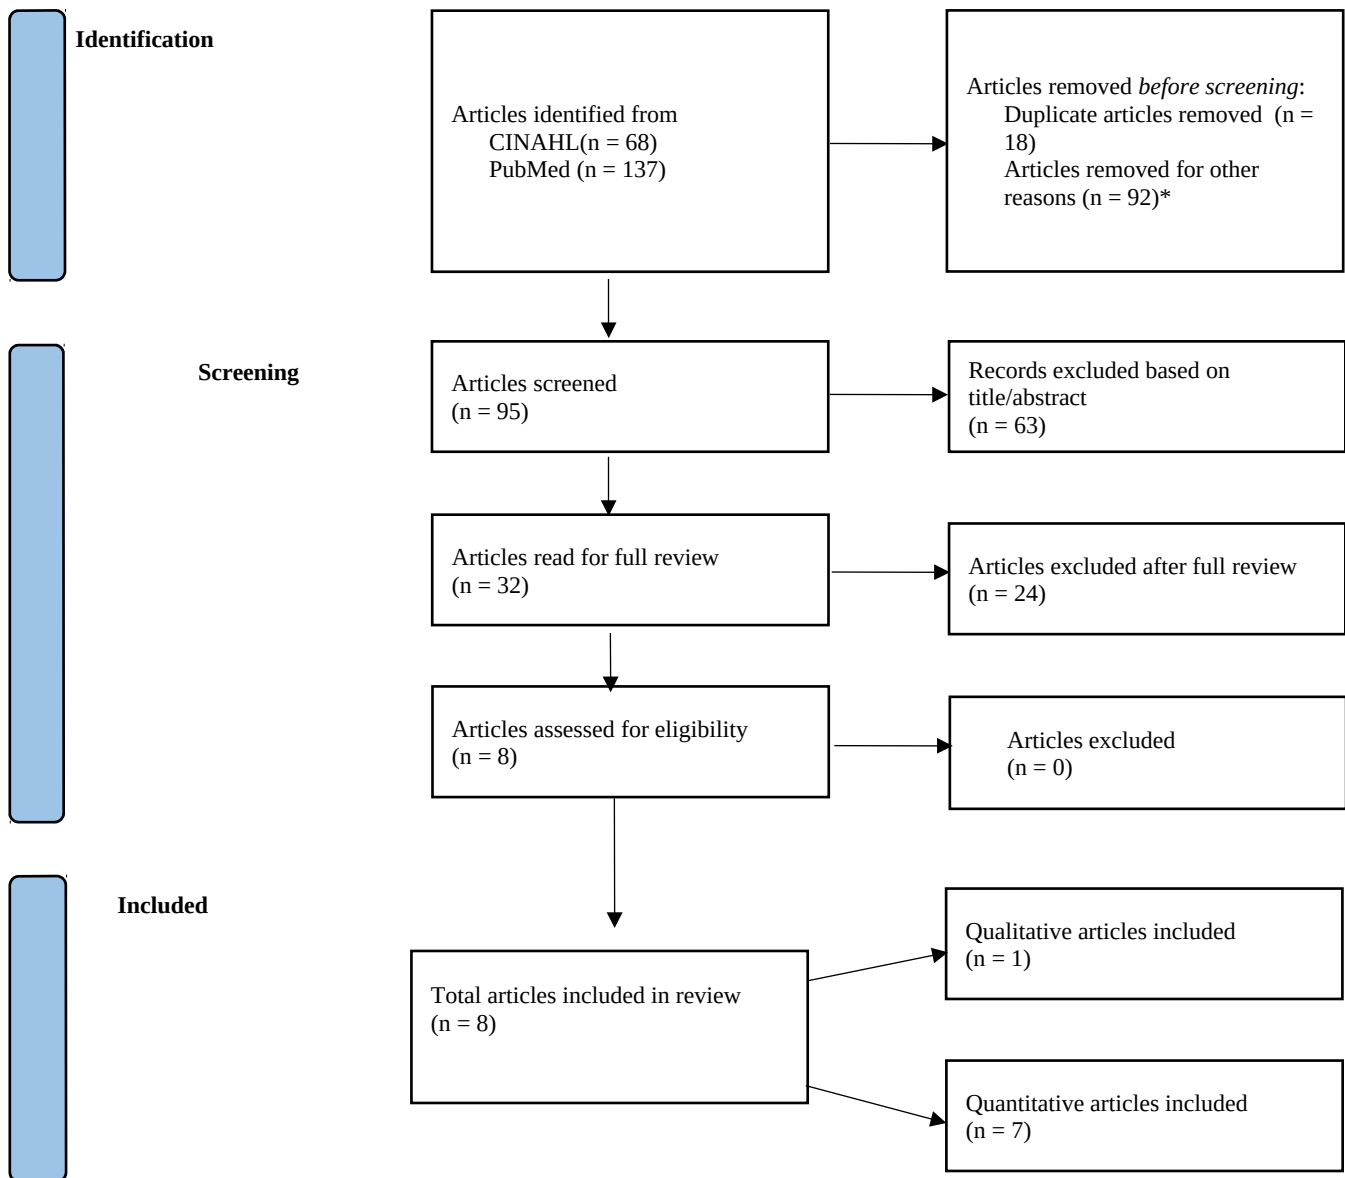 Identification
Articles identified from
CINAHL(n = 68)
PubMed (n = 137)
Articles removed before screening:
Duplicate articles removed  (n =
18)
Articles removed for other
reasons (n = 92)*
Screening
Articles screened
(n = 95)
Records excluded based on
title/abstract
(n = 63)
Articles read for full review
(n = 32)
Articles excluded after full review
(n = 24)
Articles assessed for eligibility
(n = 8)
Articles excluded
(n = 0)
Included
Total articles included in review
(n = 8)
Qualitative articles included
(n = 1)
Quantitative articles included
(n = 7)